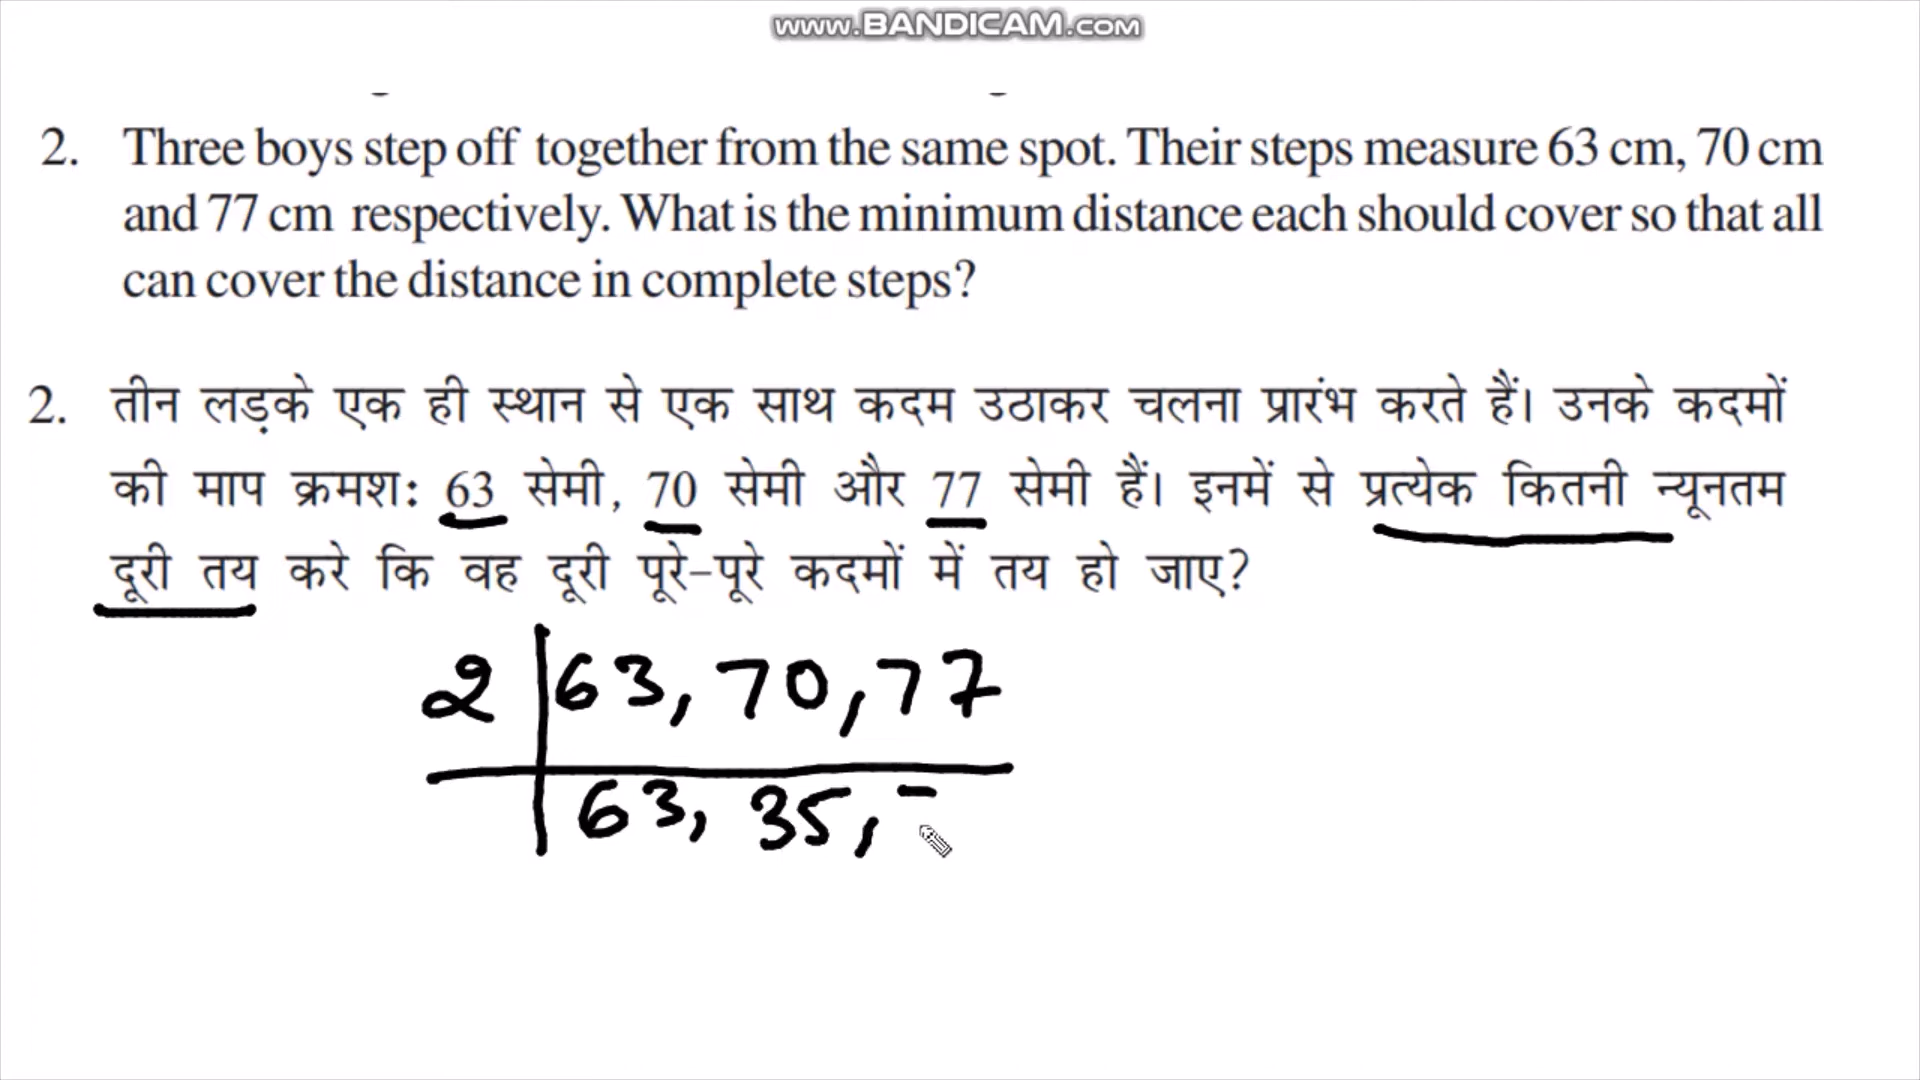 www.BANDICAM.com
2. Three boys step off together from the same spot. Their steps measure 63 cm, 70 cm
and 77 cm respectively. What is the minimum distance each should cover so that all
can cover the distance in complete steps?
2. तीन लड़के एक ही स्थान से एक साथ कदम उठाकर चलना प्रारंभ करते हैं। उनके कदमों
की माप क्रमश: 63 सेमी, 70 सेमी और 77 सेमी हैं। इनमें से प्रत्येक कितनी न्यूनतम
दूरी तय करे कि वह दूरी पूरे-पूरे कदमों में तय हो जाए?
2 63, 70, 77
63, 35,